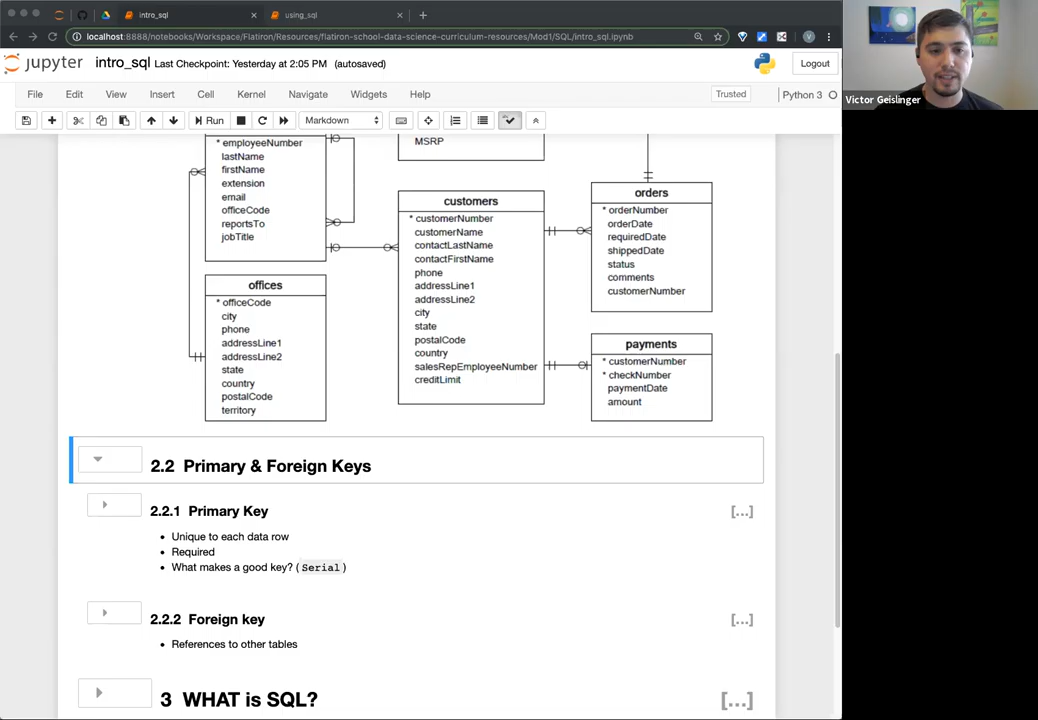 intro_sql
using_sql
localhost:8888/notebooks/Workspace/Flatiron/Resources/flatiron-school-data-science-curriculum-resources/Mod1/SQL/intro_sql.ipynb
V
Victor Geislinger
jupyter intro_sql Last Checkpoint: Yesterday at 2:05 PM (autosaved)
Logout
File Edit View Insert Cell Kernel Navigate Widgets Help
Trusted
Python 3
Run
Markdown
* employeeNumber
lastName
firstName
extension
email
officeCode
reportsTo
jobTitle
MSRP
customers
* customerNumber
customerName
contactLastName
contactFirstName
phone
addressLine1
addressLine2
city
state
postalCode
country
salesRepEmployeeNumber
creditLimit
orders
* orderNumber
orderDate
requiredDate
shippedDate
status
comments
customerNumber
offices
* officeCode
city
phone
addressLine1
addressLine2
state
country
postalCode
territory
payments
* customerNumber
* checkNumber
paymentDate
amount
2.2 Primary & Foreign Keys
2.2.1 Primary Key
[...]
• Unique to each data row
• Required
• What makes a good key? (Serial)
2.2.2 Foreign key
[...]
• References to other tables
3 WHAT is SQL?
[...]